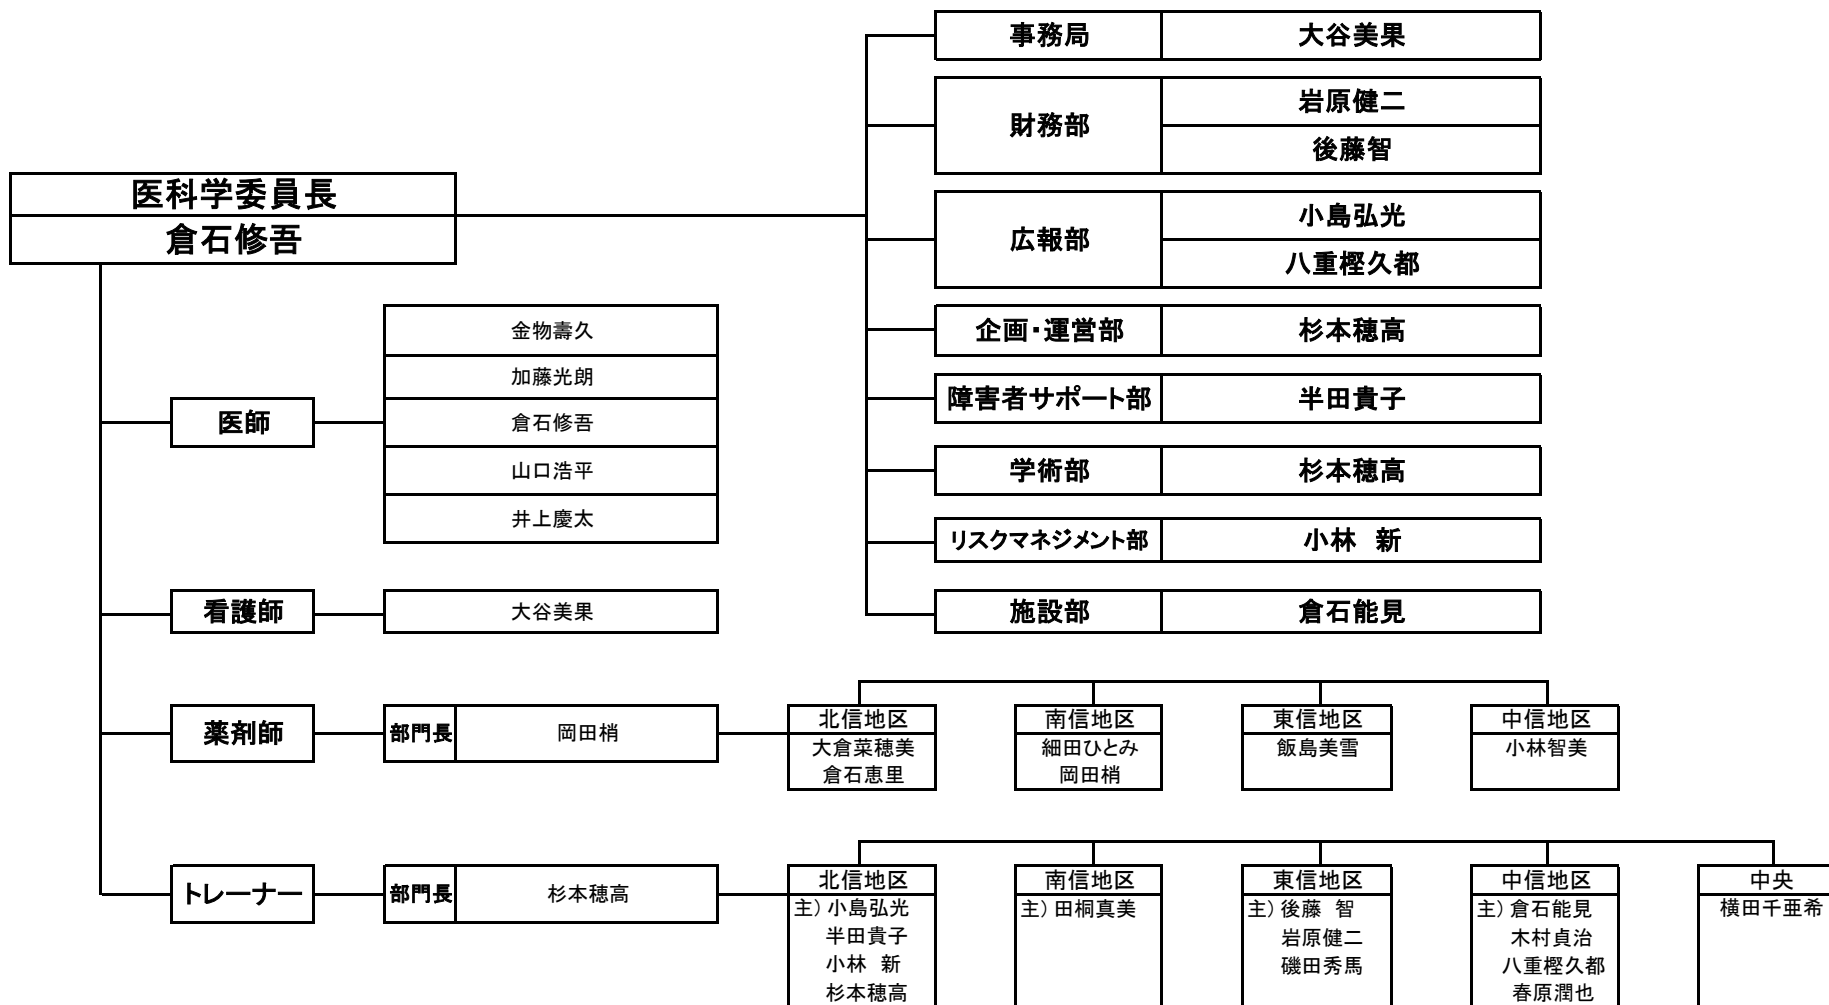 事務局 大谷美果
財務部 岩原健二
後藤智
広報部 小島弘光
八重樫久都
企画・運営部 杉本穂高
障害者サポート部 半田貴子
学術部 杉本穂高
リスクマネジメント部 小林 新
施設部 倉石能見
医科学委員長
倉石修吾
医師
金物壽久
加藤光朗
倉石修吾
山口浩平
井上慶太
看護師 大谷美果
薬剤師 部門長 岡田梢
北信地区
大倉菜穂美
倉石恵里
南信地区
細田ひとみ
岡田梢
東信地区
飯島美雪
中信地区
小林智美
トレーナー 部門長 杉本穂高
北信地区
主）小島弘光
半田貴子
小林 新
杉本穂高
南信地区
主）田桐真美
東信地区
主）後藤 智
岩原健二
磯田秀馬
中信地区
主）倉石能見
木村貞治
八重樫久都
春原潤也
中央
横田千亜希